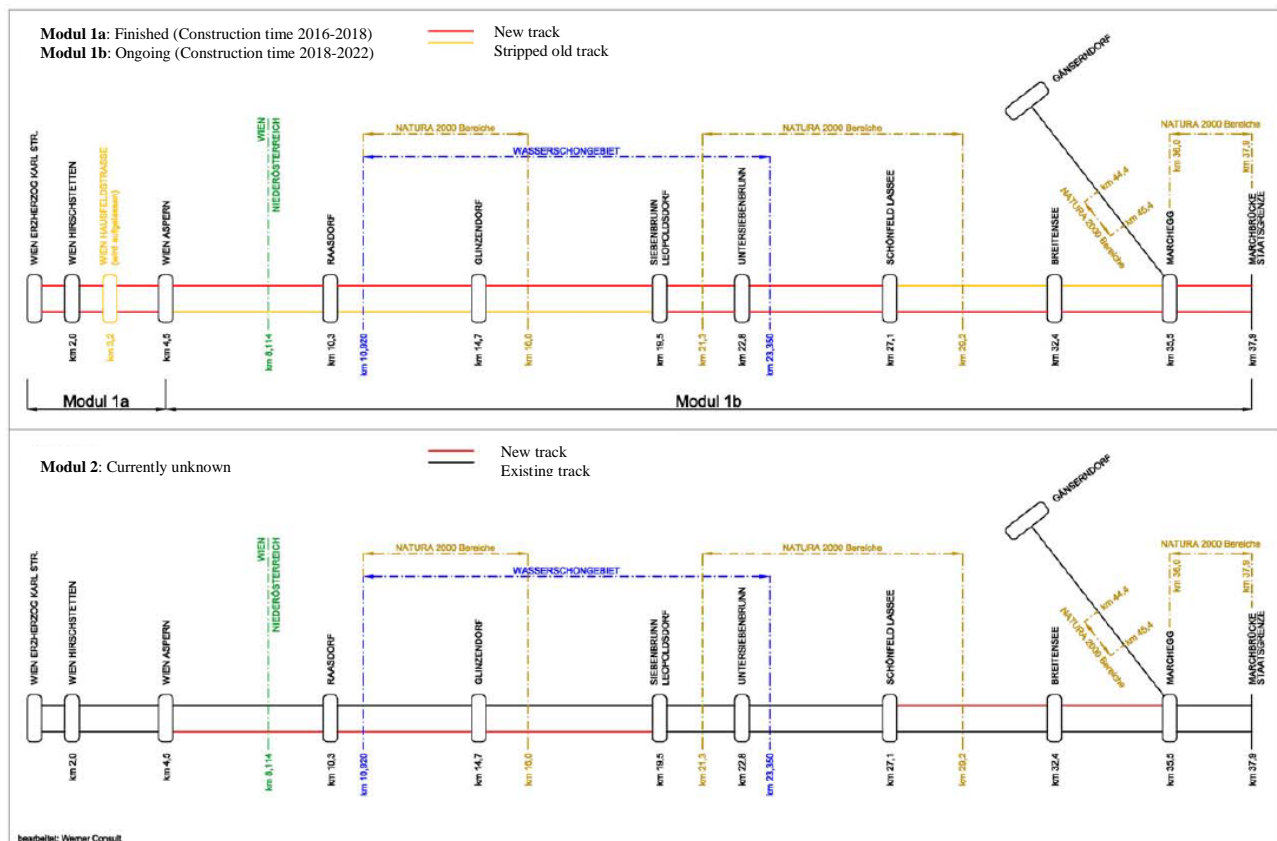 Modul 1a: Finished (Construction time 2016-2018)
Modul 1b: Ongoing (Construction time 2018-2022)
New track
Stripped old track
GÄNSERNDORF
WIEN
NIEDERÖSTERREICH
NATURA 2000 Bereiche
NATURA 2000 Bereiche
NATURA 2000 Bereiche
WASSERSCHONGEBIET
km 36,0
km 37,9
km 44,4
km 45,4
NATURA 2000 Bereiche
WIEN ERZHERZOG KARL STR.
WIEN HIRSCHSTETTEN
WIEN HAUSFELDSTRASSE
(wird aufgelassen)
WIEN ASPERN
RAASDORF
GLINZENDORF
SIEBENBRUNN
LEOPOLDSDORF
UNTERSIEBENBRUNN
SCHÖNFELD LASSEE
BREITENSEE
MARCHEGG
MARCHBRÜCKE
STAATSGRENZE
km 2,0
km 3,2
km 4,5
km 8,114
km 10,3
km 10,920
km 16,0
km 14,7
km 19,5
km 21,3
km 22,8
km 23,350
km 27,1
km 29,2
km 32,4
km 35,5
km 37,9
Modul 1a
Modul 1b
Modul 2: Currently unknown
New track
Existing track
GÄNSERNDORF
WIEN
NIEDERÖSTERREICH
NATURA 2000 Bereiche
NATURA 2000 Bereiche
NATURA 2000 Bereiche
WASSERSCHONGEBIET
km 36,0
km 37,9
km 44,4
km 45,4
NATURA 2000 Bereiche
WIEN ERZHERZOG KARL STR.
WIEN HIRSCHSTETTEN
WIEN ASPERN
RAASDORF
GLINZENDORF
SIEBENBRUNN
LEOPOLDSDORF
UNTERSIEBENBRUNN
SCHÖNFELD LASSEE
BREITENSEE
MARCHEGG
MARCHBRÜCKE
STAATSGRENZE
km 2,0
km 4,5
km 8,114
km 10,3
km 10,920
km 14,7
km 16,0
km 19,5
km 21,3
km 22,8
km 23,350
km 27,1
km 29,2
km 32,4
km 35,5
km 37,9
bearbeitet: Werner Consult